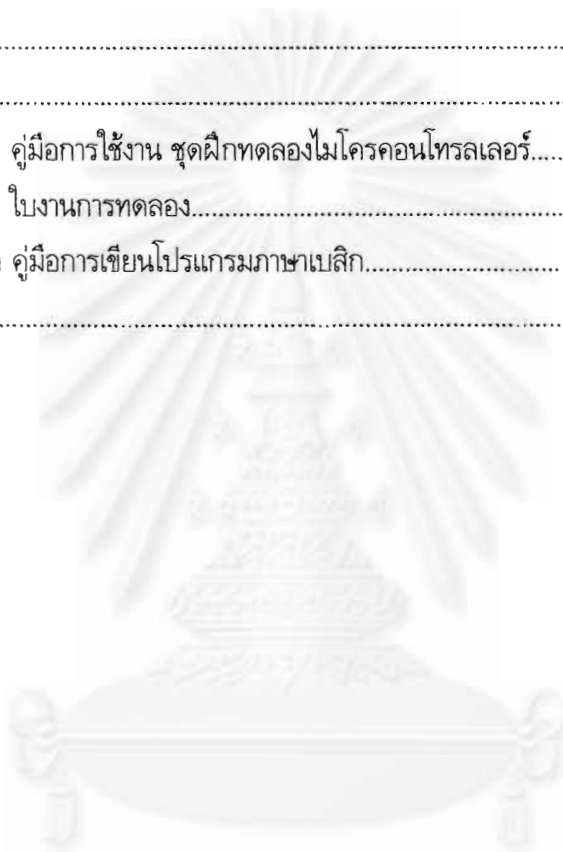 ................................................................
................................................................
คู่มือการใช้งาน ชุดฝึกทดลองไมโครคอนโทรลเลอร์.....
ใบงานการทดลอง................................................
คู่มือการเขียนโปรแกรมภาษาเบสิก.........................
................................................................